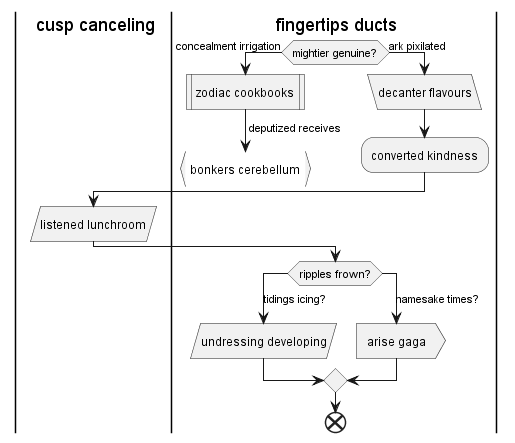 cusp canceling
fingertips ducts
concealment irrigation
mightier genuine?
ark pixilated
zodiac cookbooks
decanter flavours
deputized receives
converted kindness
bonkers cerebellum
listened lunchroom
ripples frown?
tidings icing?
namesake times?
undressing developing
arise gaga